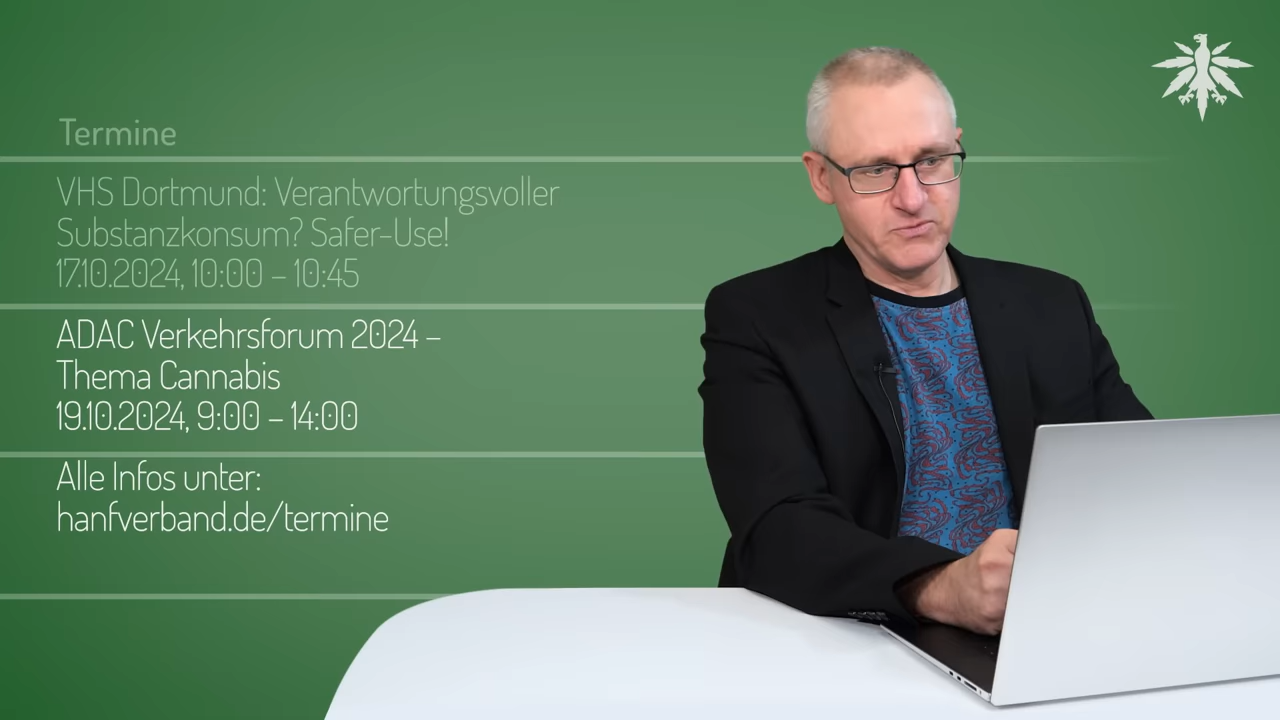 Termine
VHS Dortmund: Verantwortungsvoller
Substanzkonsum? Safer-Use!
17.10.2024, 10:00 – 10:45
ADAC Verkehrsforum 2024 –
Thema Cannabis
19.10.2024, 9:00 – 14:00
Alle Infos unter:
hanfverband.de/termine